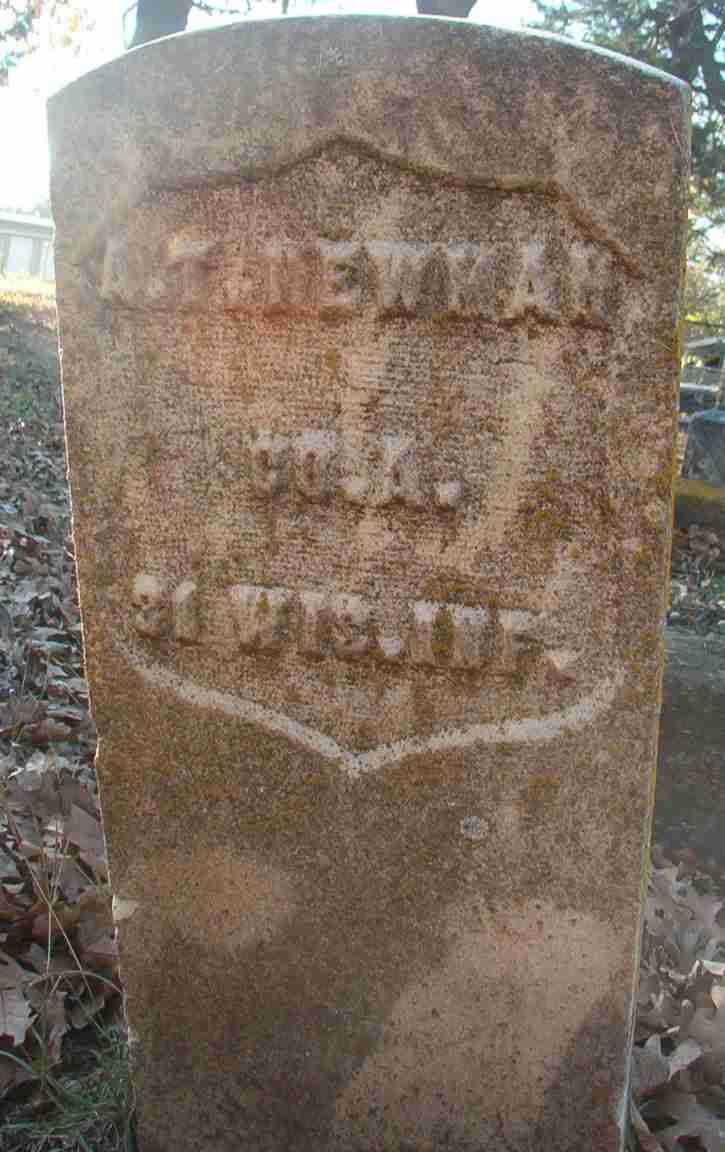 A.T. NEWMAN
CO. A.
31 WIS. INF.